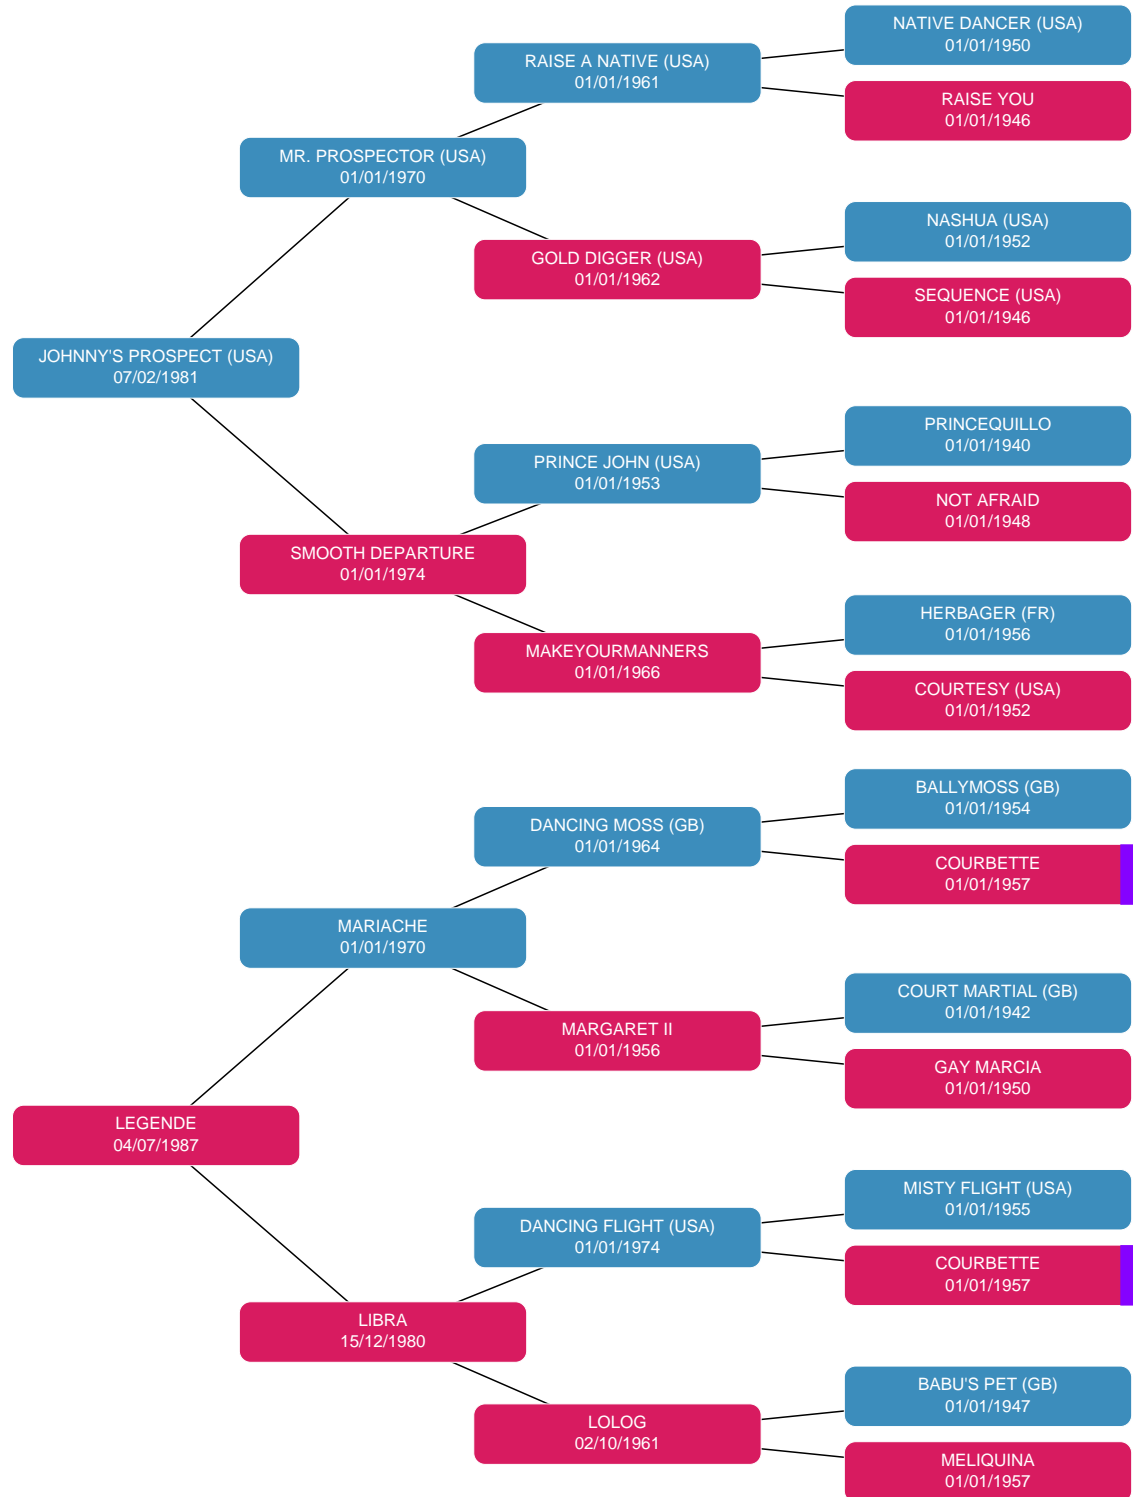 NATIVE DANCER (USA)
01/01/1950
RAISE A NATIVE (USA)
01/01/1961
RAISE YOU
01/01/1946
MR. PROSPECTOR (USA)
01/01/1970
NASHUA (USA)
01/01/1952
GOLD DIGGER (USA)
01/01/1962
SEQUENCE (USA)
01/01/1946
JOHNNY'S PROSPECT (USA)
07/02/1981
PRINCEQUILLO
01/01/1940
PRINCE JOHN (USA)
01/01/1953
NOT AFRAID
01/01/1948
SMOOTH DEPARTURE
01/01/1974
HERBAGER (FR)
01/01/1956
MAKEYOURMANNERS
01/01/1966
COURTESY (USA)
01/01/1952
BALLYMOSS (GB)
01/01/1954
DANCING MOSS (GB)
01/01/1964
COURBETTE
01/01/1957
MARIACHE
01/01/1970
COURT MARTIAL (GB)
01/01/1942
MARGARET II
01/01/1956
GAY MARCIA
01/01/1950
LEGENDE
04/07/1987
MISTY FLIGHT (USA)
01/01/1955
DANCING FLIGHT (USA)
01/01/1974
COURBETTE
01/01/1957
LIBRA
15/12/1980
BABU'S PET (GB)
01/01/1947
LOLOG
02/10/1961
MELIQUINA
01/01/1957